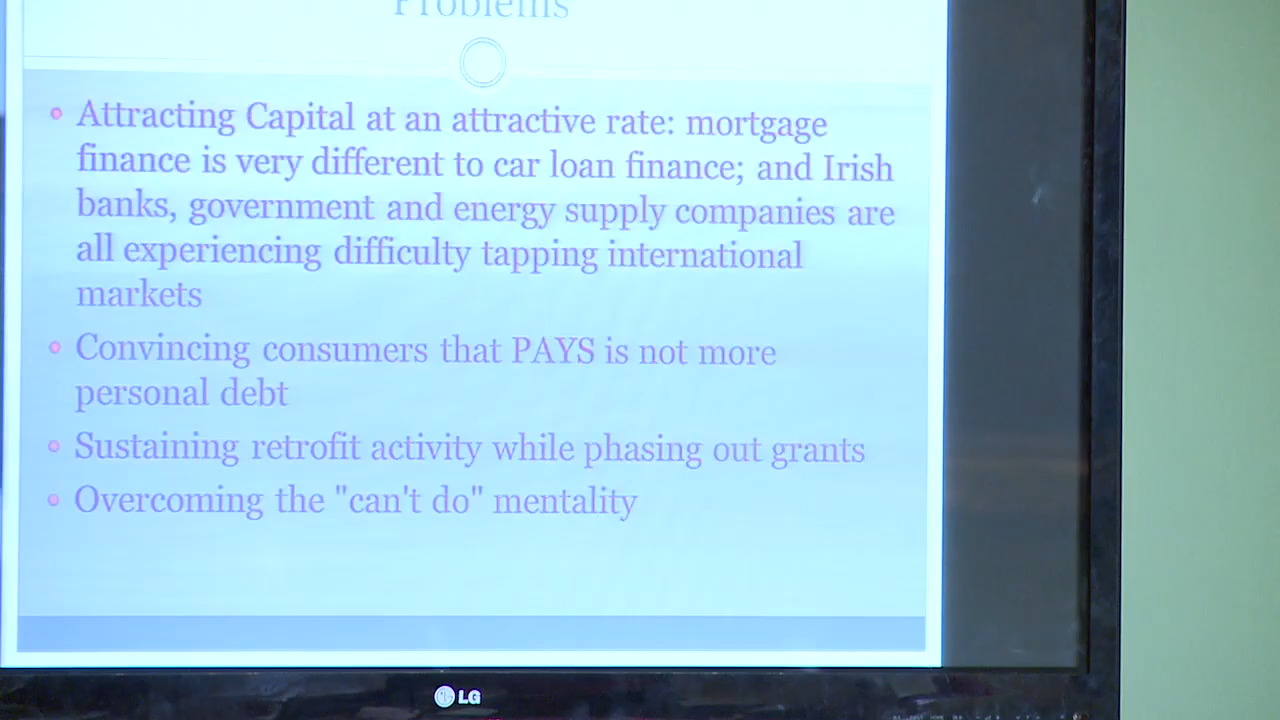 Problems
Attracting Capital at an attractive rate: mortgage
finance is very different to car loan finance; and Irish
banks, government and energy supply companies are
all experiencing difficulty tapping international
markets
Convincing consumers that PAYS is not more
personal debt
Sustaining retrofit activity while phasing out grants
Overcoming the "can't do" mentality
LG